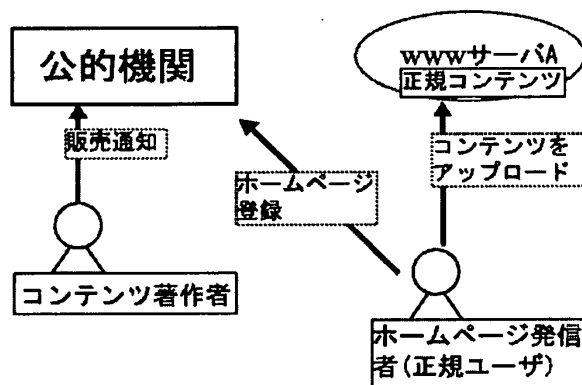 公的機関
wwwサーバA
正規コンテンツ
販売通知
コンテンツを
アップロード
ホームページ
登録
コンテンツ著作者
ホームページ発信
者(正規ユーザ)